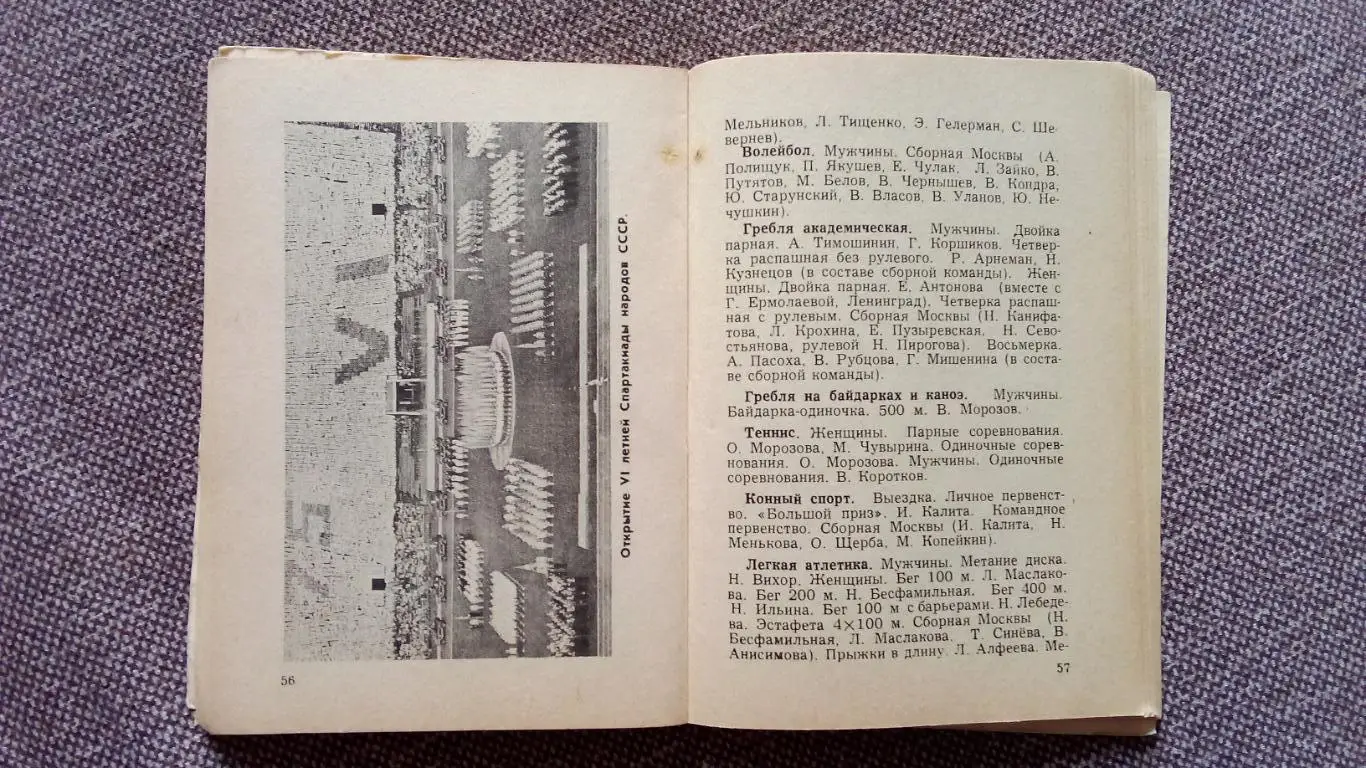 Открытие VI летней Спартакиады народов СССР.
56
Мельников, Л. Тищенко, Э. Гелерман, С. Ше-
вернев).
Волейбол. Мужчины. Сборная Москвы (А.
Полищук, П. Якушев, Е. Чулак, Л. Зайко, В.
Путятов, М. Белов, В. Чернышев, В. Кондра,
Ю. Старунский, В. Власов, В. Уланов, Ю. Не-
чушкин).
Гребля академическая. Мужчины. Двойка
парная. А. Тимошинин, Г. Коршиков. Четвер-
ка распашная без рулевого. Р. Арнеман, Н.
Кузнецов (в составе сборной команды). Жен-
щины. Двойка парная. Е. Антонова (вместе с
Г. Ермолаевой, Ленинград). Четверка распаш-
ная с рулевым. Сборная Москвы (Н. Канифа-
това, Л. Крохина, Е. Пузыревская, Н. Сево-
стьянова, рулевой Н. Пирогова). Восьмерка.
А. Пасоха, В. Рубцова, Г. Мишенина (в соста-
ве сборной команды).
Гребля на байдарках и каноэ. Мужчины.
Байдарка-одиночка. 500 м. В. Морозов.
Теннис. Женщины. Парные соревнования.
О. Морозова, М. Чувырина. Одиночные сорев-
нования. О. Морозова. Мужчины. Одиночные
соревнования. В. Коротков.
Конный спорт. Выездка. Личное первенст-
во. «Большой приз». И. Калита. Командное
первенство. Сборная Москвы (И. Калита, Н.
Менькова, О. Щерба, М. Копейкин).
Легкая атлетика. Мужчины. Метание диска.
Н. Вихор. Женщины. Бег 100 м. Л. Маслако-
ва. Бег 200 м. Н. Бесфамильная. Бег 400 м.
Н. Ильина. Бег 100 м с барьерами. Н. Лебеде-
ва. Эстафета 4×100 м. Сборная Москвы (Н.
Бесфамильная, Л. Маслакова. Т. Синёва, В.
Анисимова). Прыжки в длину. Л. Алфеева. Ме-
57